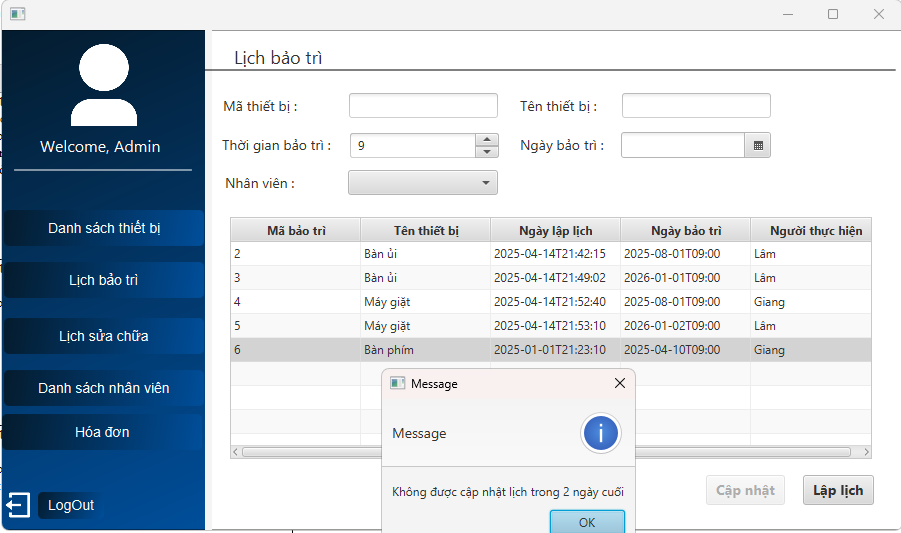 Welcome, Admin
Danh sách thiết bị
Lịch bảo trì
Lịch sửa chữa
Danh sách nhân viên
Hóa đơn
LogOut
Lịch bảo trì
Mã thiết bị : Tên thiết bị :
Thời gian bảo trì : 9 Ngày bảo trì :
Nhân viên :
Mã bảo trì Tên thiết bị Ngày lập lịch Ngày bảo trì Người thực hiện
2 Bàn ủi 2025-04-14T21:42:15 2025-08-01T09:00 Lâm
3 Bàn ủi 2025-04-14T21:49:02 2026-01-01T09:00 Lâm
4 Máy giặt 2025-04-14T21:52:40 2025-08-01T09:00 Giang
5 Máy giặt 2025-04-14T21:53:10 2026-01-02T09:00 Lâm
6 Bàn phím 2025-01-01T21:23:10 2025-04-10T09:00 Giang
Message
Message
Không được cập nhật lịch trong 2 ngày cuối
OK
Cập nhật Lập lịch